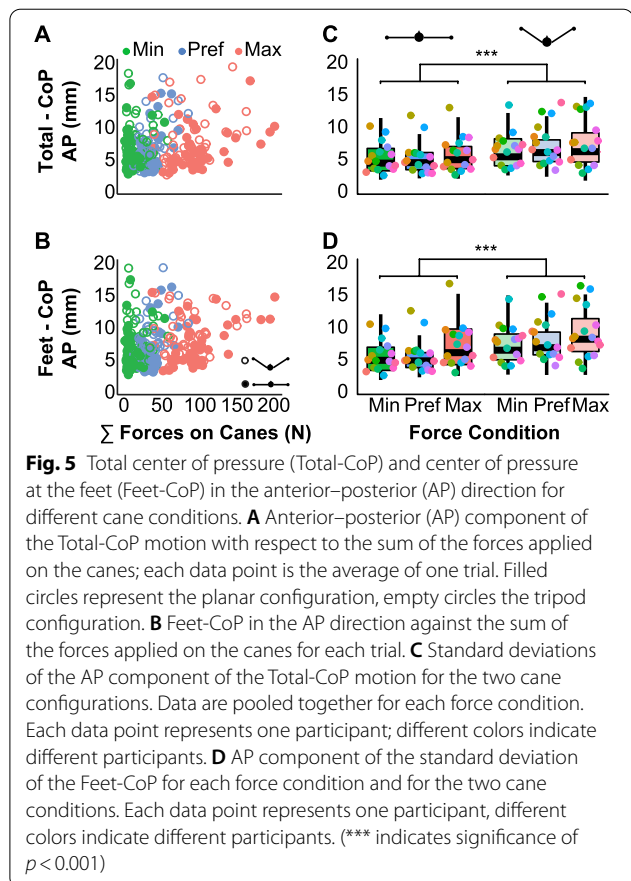 A
Min Pref Max
Total - CoP
AP (mm)
20
15
10
5
0
C
***
20
15
10
5
0
B
Feet - CoP
AP (mm)
20
15
10
5
0
0 50 100 150 200
∑ Forces on Canes (N)
D
***
20
15
10
5
0
Min Pref Max Min Pref Max
Force Condition
Fig. 5 Total center of pressure (Total-CoP) and center of pressure
at the feet (Feet-CoP) in the anterior–posterior (AP) direction for
different cane conditions. A Anterior–posterior (AP) component of
the Total-CoP motion with respect to the sum of the forces applied
on the canes; each data point is the average of one trial. Filled
circles represent the planar configuration, empty circles the tripod
configuration. B Feet-CoP in the AP direction against the sum of
the forces applied on the canes for each trial. C Standard deviations
of the AP component of the Total-CoP motion for the two cane
configurations. Data are pooled together for each force condition.
Each data point represents one participant; different colors indicate
different participants. D AP component of the standard deviation
of the Feet-CoP for each force condition and for the two cane
conditions. Each data point represents one participant, different
colors indicate different participants. (*** indicates significance of
p < 0.001)